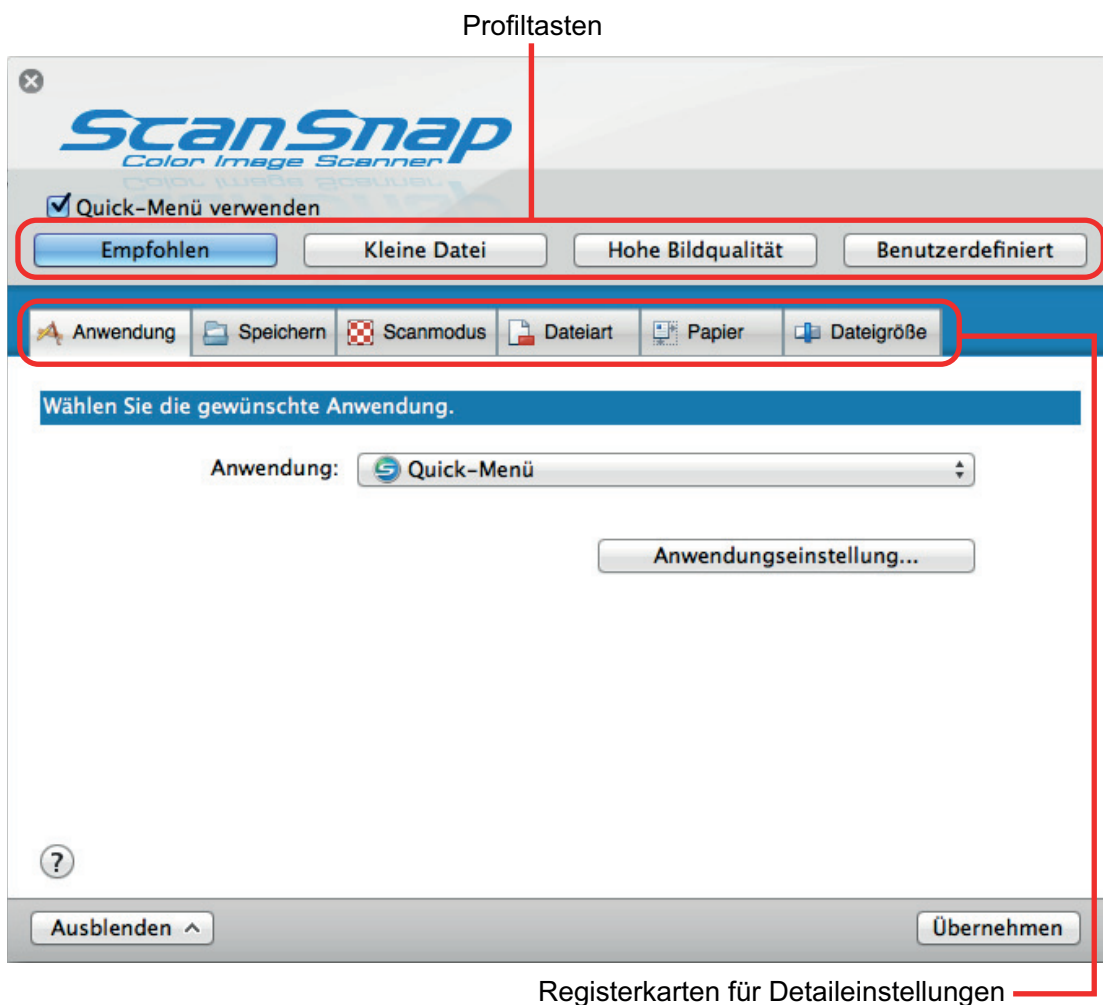 Profiltasten
ScanSnap
Color Image Scanner
Quick-Menü verwenden
Empfohlen Kleine Datei Hohe Bildqualität Benutzerdefiniert
Anwendung Speichern Scanmodus Dateiart Papier Dateigröße
Wählen Sie die gewünschte Anwendung.
Anwendung: Quick-Menü
Anwendungseinstellung...
?
Ausblenden Übernehmen
Registerkarten für Detaileinstellungen